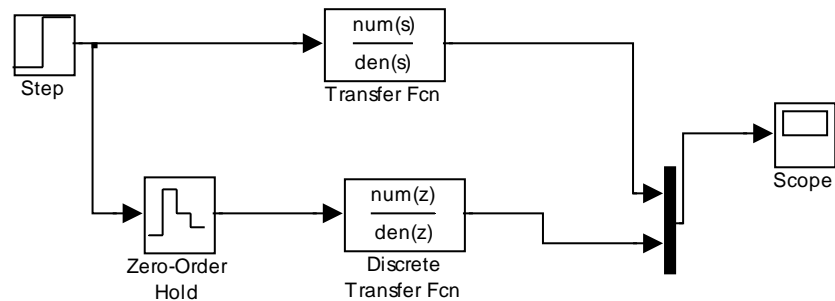 num(s)
den(s)
Step
Transfer Fcn
Scope
num(z)
den(z)
Zero-Order
Hold
Discrete
Transfer Fcn